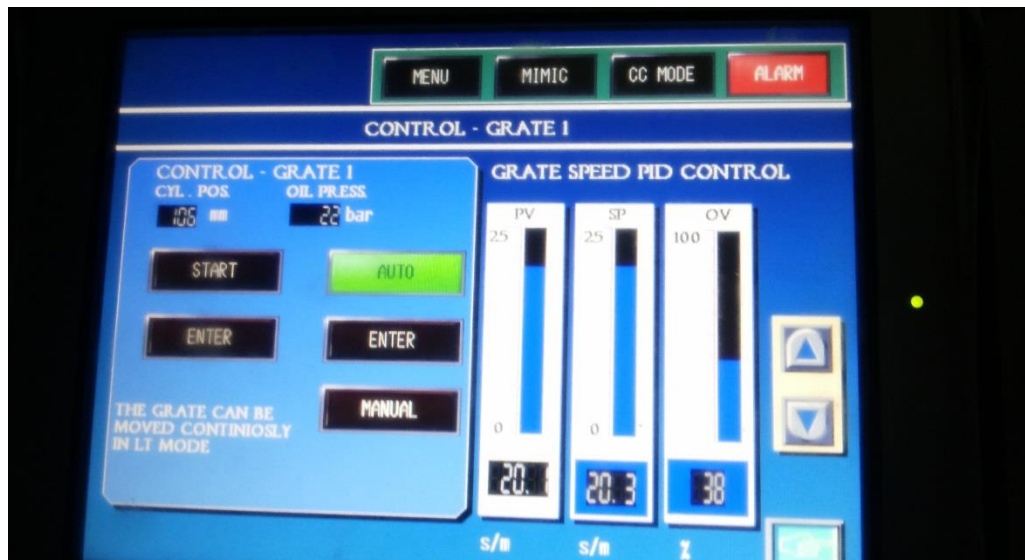 MENU MIMIC CC MODE ALARM
CONTROL - GRATE 1
CONTROL - GRATE 1
CYL. POS. OIL PRESS.
106 mm 22 bar
START AUTO
ENTER ENTER
MANUAL
THE GRATE CAN BE
MOVED CONTINIOSLY
IN LT MODE
GRATE SPEED PID CONTROL
PV SP OV
25 25 100
0 0
20. 20.3 38
s/m s/m %